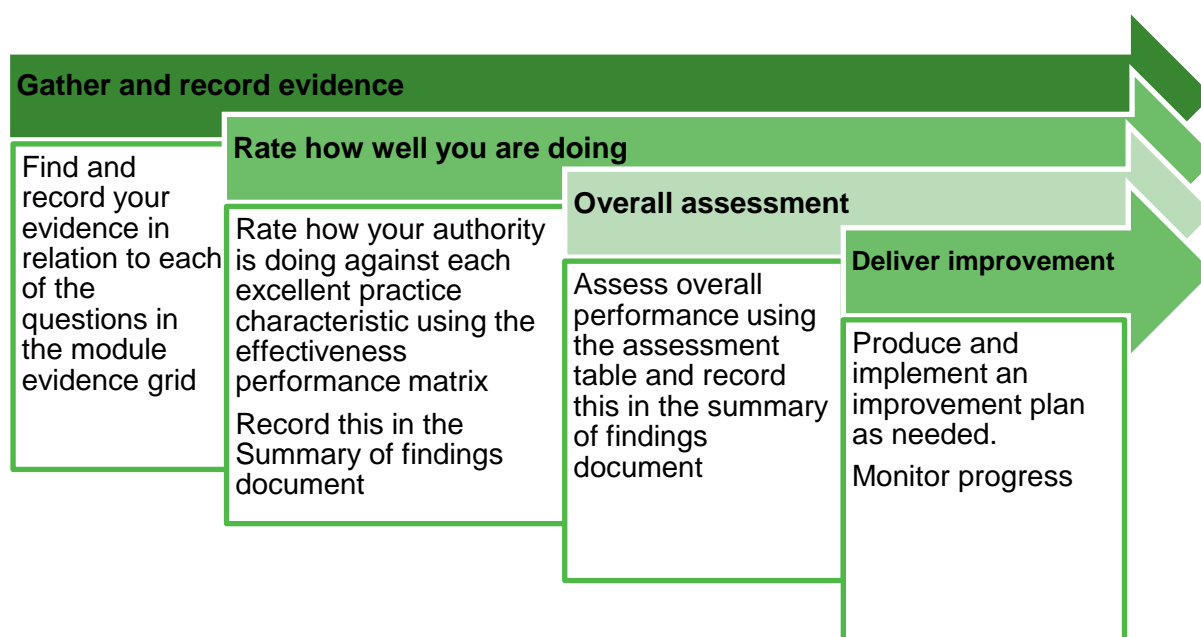 Gather and record evidence
Find and
record your
evidence in
relation to each
of the
questions in
the module
evidence grid
Rate how well you are doing
Rate how your authority
is doing against each
excellent practice
characteristic using the
effectiveness
performance matrix
Record this in the
Summary of findings
document
Overall assessment
Assess overall
performance using
the assessment
table and record
this in the summary
of findings
document
Deliver improvement
Produce and
implement an
improvement plan
as needed.
Monitor progress